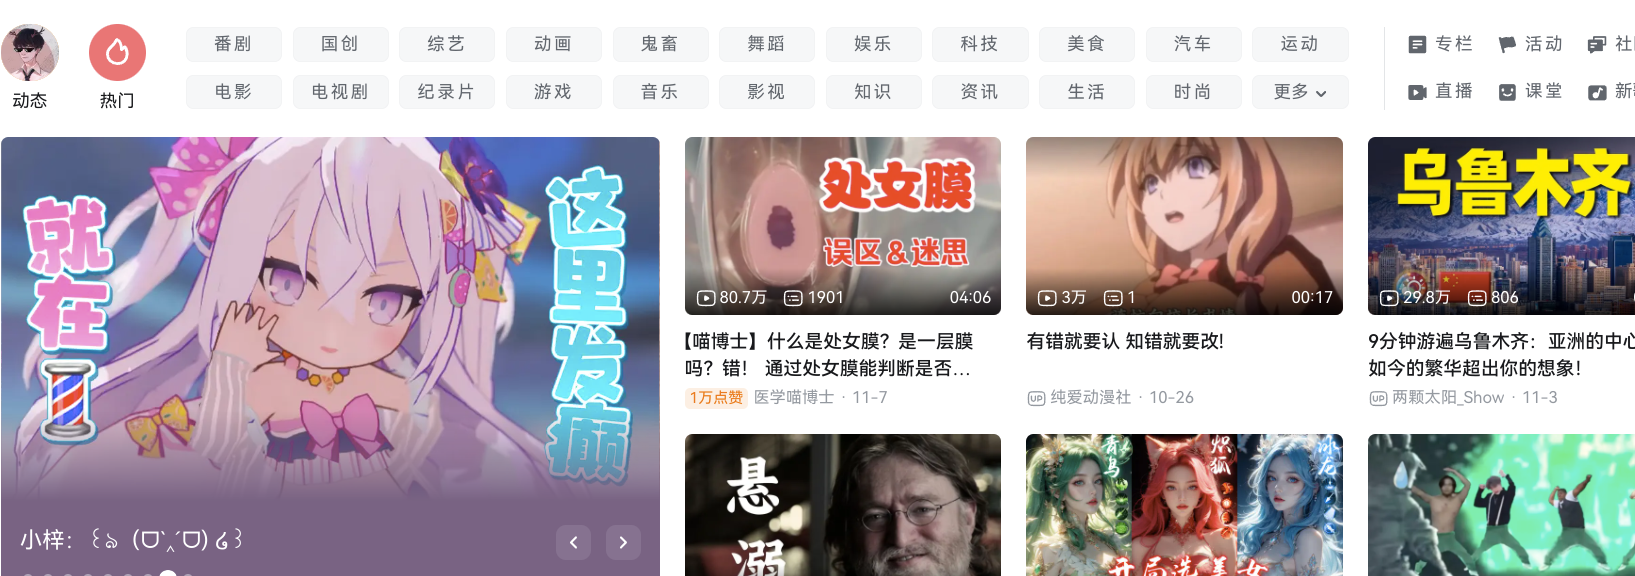 番剧 国创 综艺 动画 鬼畜 舞蹈 娱乐 科技 美食 汽车 运动 专栏 活动
动态 热门
电影 电视剧 纪录片 游戏 音乐 影视 知识 资讯 生活 时尚 更多 直播 课堂
就在💈
这里发癫
小梓：꒰ঌ (ᗜ`‸´ᗜ) ໒꒱
处女膜
误区&迷思
80.7万 1901 04:06
【喵博士】什么是处女膜？是一层膜
吗？错！ 通过处女膜能判断是否...
1万点赞 医学喵博士 · 11-7
3万 1 00:17
有错就要认 知错就要改!
UP 纯爱动漫社 · 10-26
乌鲁木齐
29.8万 806
9分钟游遍乌鲁木齐：亚洲的中心
如今的繁华超出你的想象！
UP 两颗太阳_Show · 11-3
悬
溺
青鸟
炽狐
冰龙
开局选美女